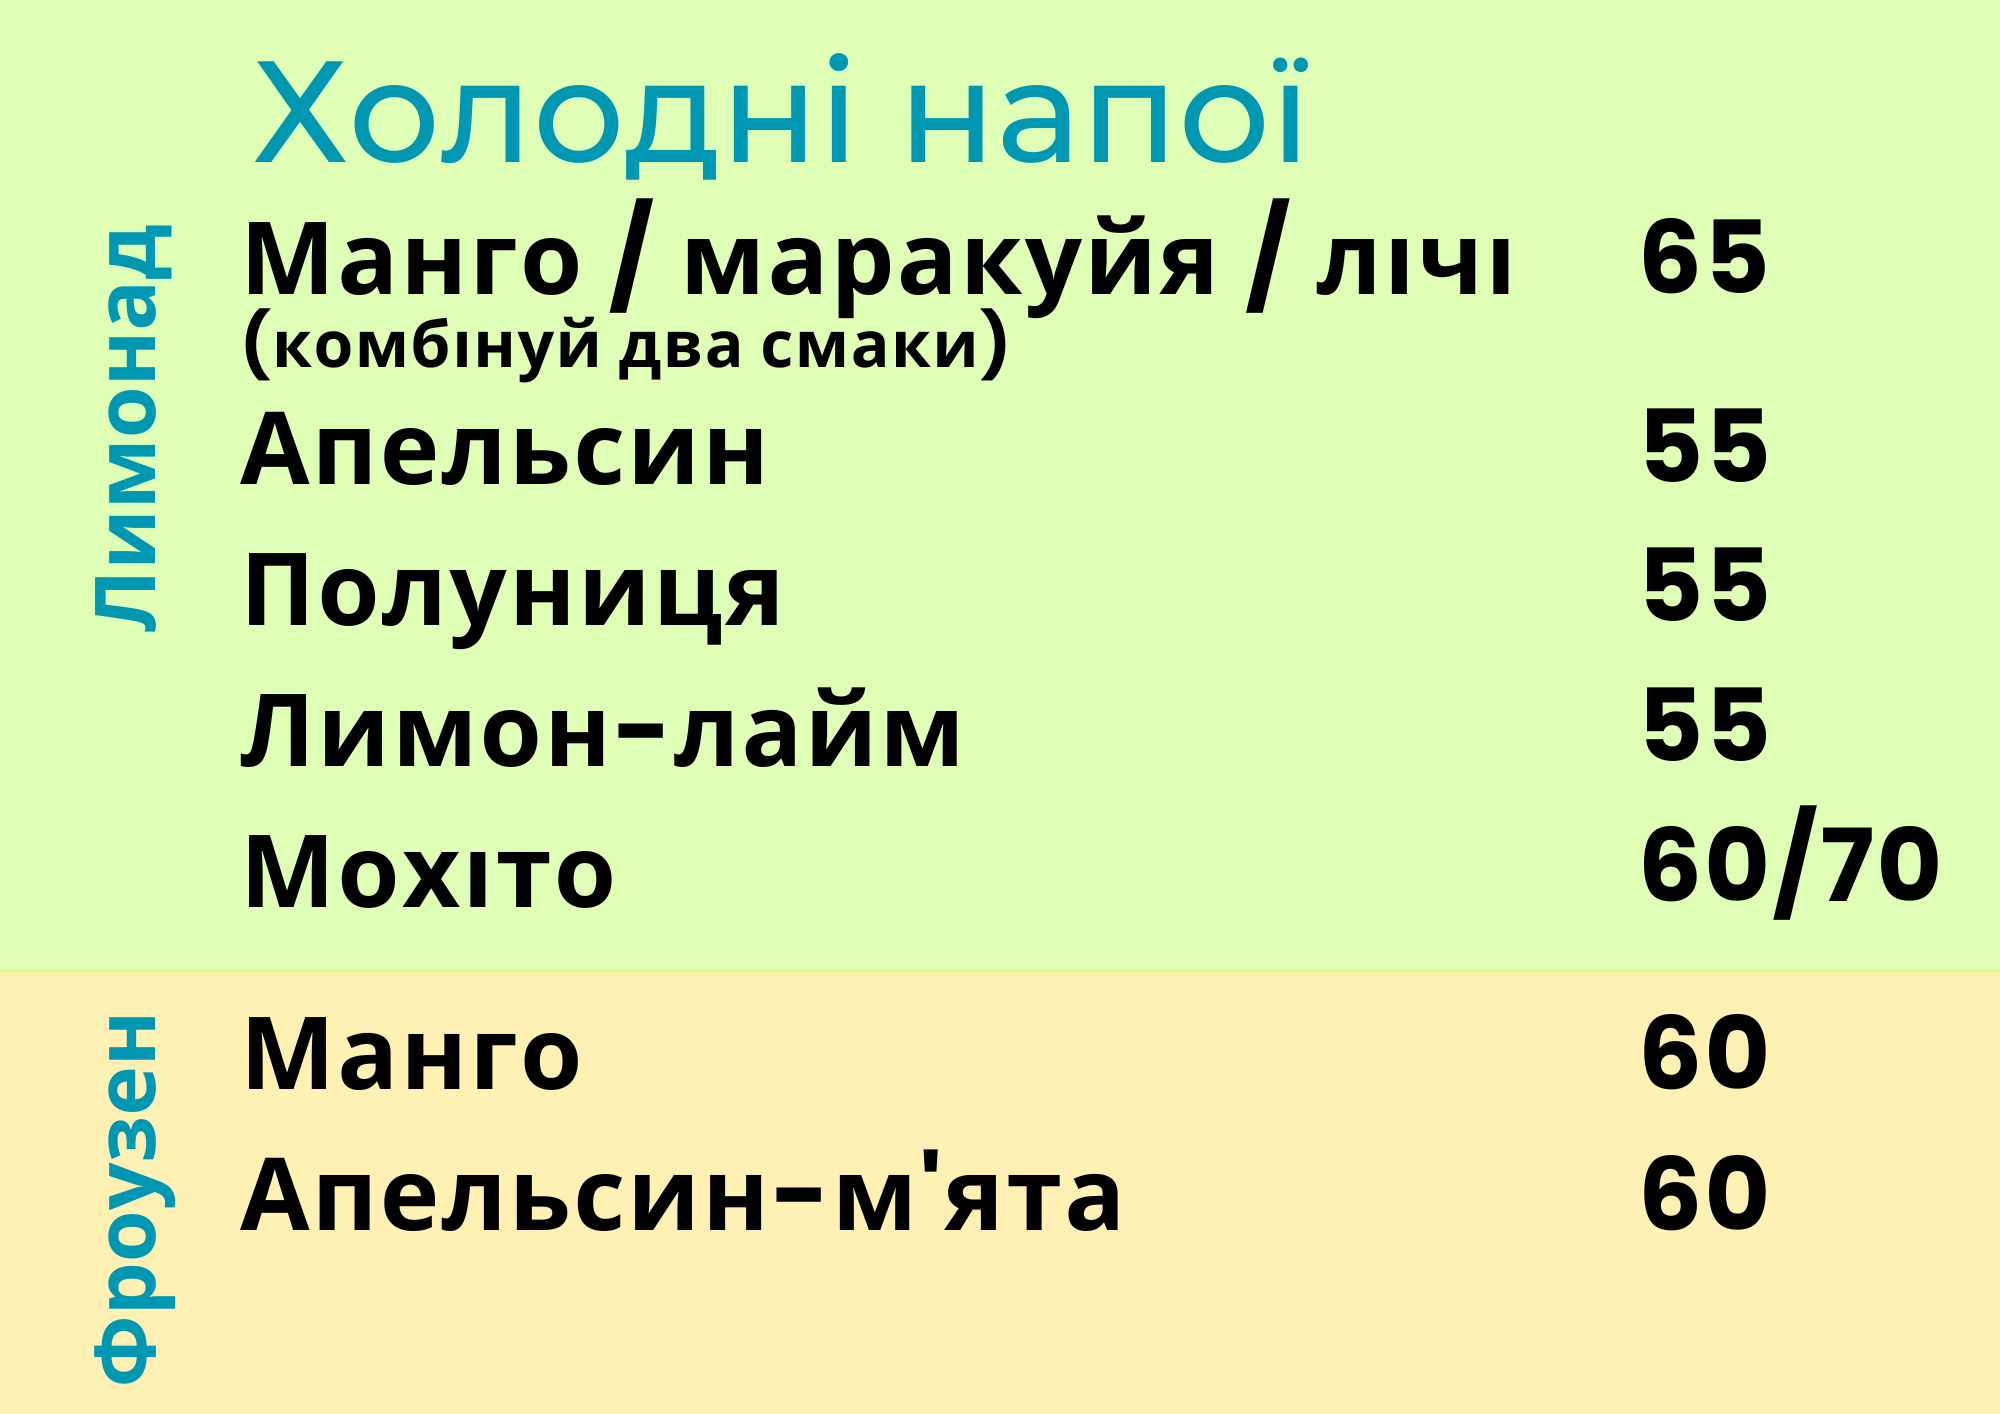 Холодні напої
Лимонад
Манго / маракуйя / лічі 65
(комбінуй два смаки)
Апельсин 55
Полуниця 55
Лимон-лайм 55
Мохіто 60/70
Фроузен
Манго 60
Апельсин-м'ята 60